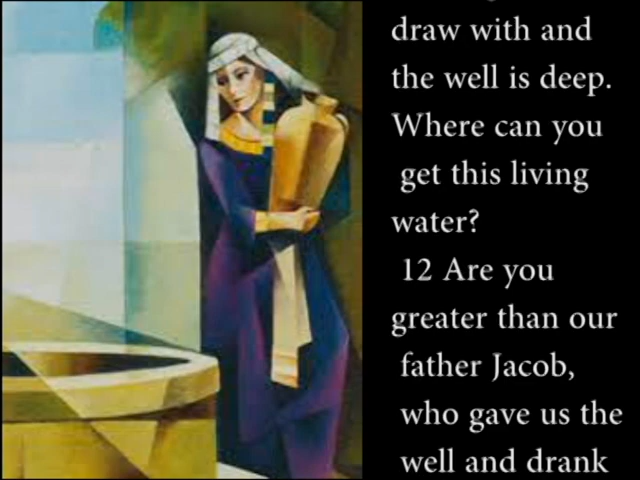 draw with and
the well is deep.
Where can you
get this living
water?
12 Are you
greater than our
father Jacob,
who gave us the
well and drank